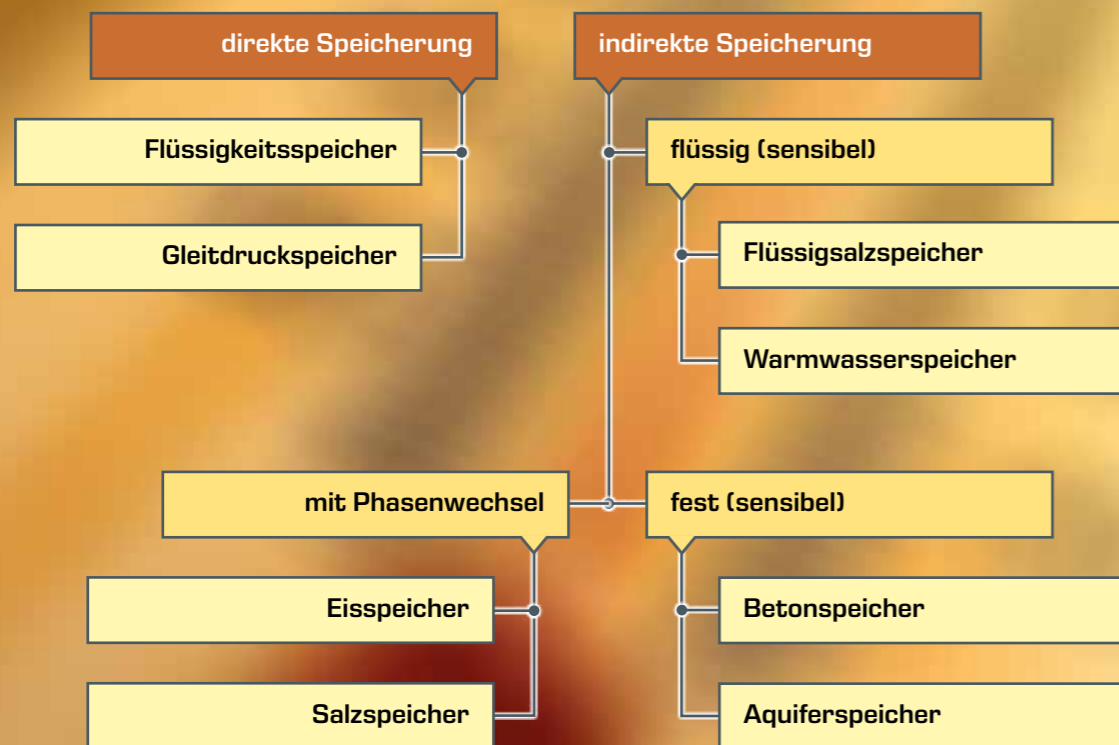 direkte Speicherung
Flüssigkeitsspeicher
Gleitdruckspeicher
indirekte Speicherung
flüssig (sensibel)
Flüssigsalzspeicher
Warmwasserspeicher
mit Phasenwechsel
Eisspeicher
Salzspeicher
fest (sensibel)
Betonspeicher
Aquiferspeicher